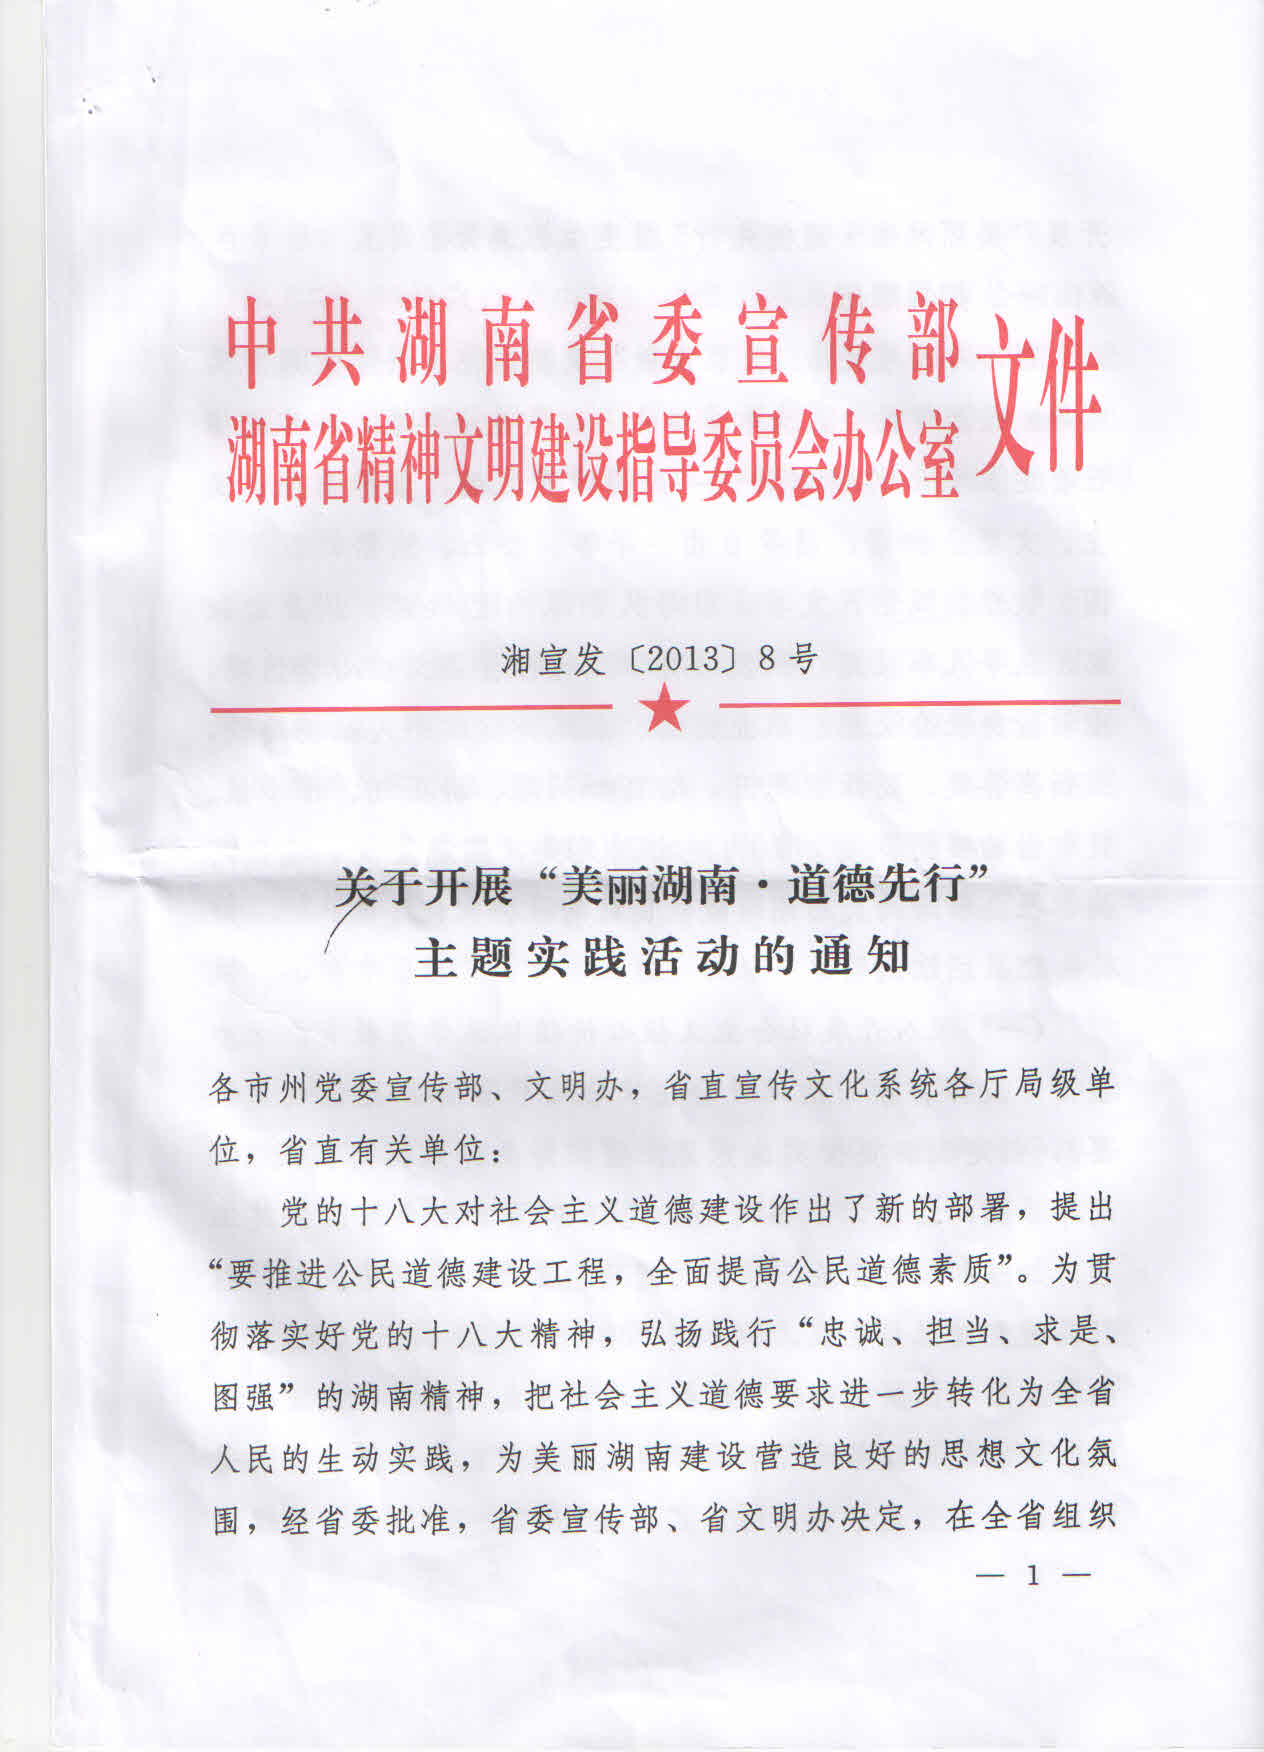 中共湖南省委宣传部
湖南省精神文明建设指导委员会办公室
文件
湘宣发〔2013〕8号
关于开展“美丽湖南·道德先行”
主题实践活动的通知
各市州党委宣传部、文明办，省直宣传文化系统各厅局级单
位，省直有关单位：
党的十八大对社会主义道德建设作出了新的部署，提出
“要推进公民道德建设工程，全面提高公民道德素质”。为贯
彻落实好党的十八大精神，弘扬践行“忠诚、担当、求是、
图强”的湖南精神，把社会主义道德要求进一步转化为全省
人民的生动实践，为美丽湖南建设营造良好的思想文化氛
围，经省委批准，省委宣传部、省文明办决定，在全省组织
— 1 —